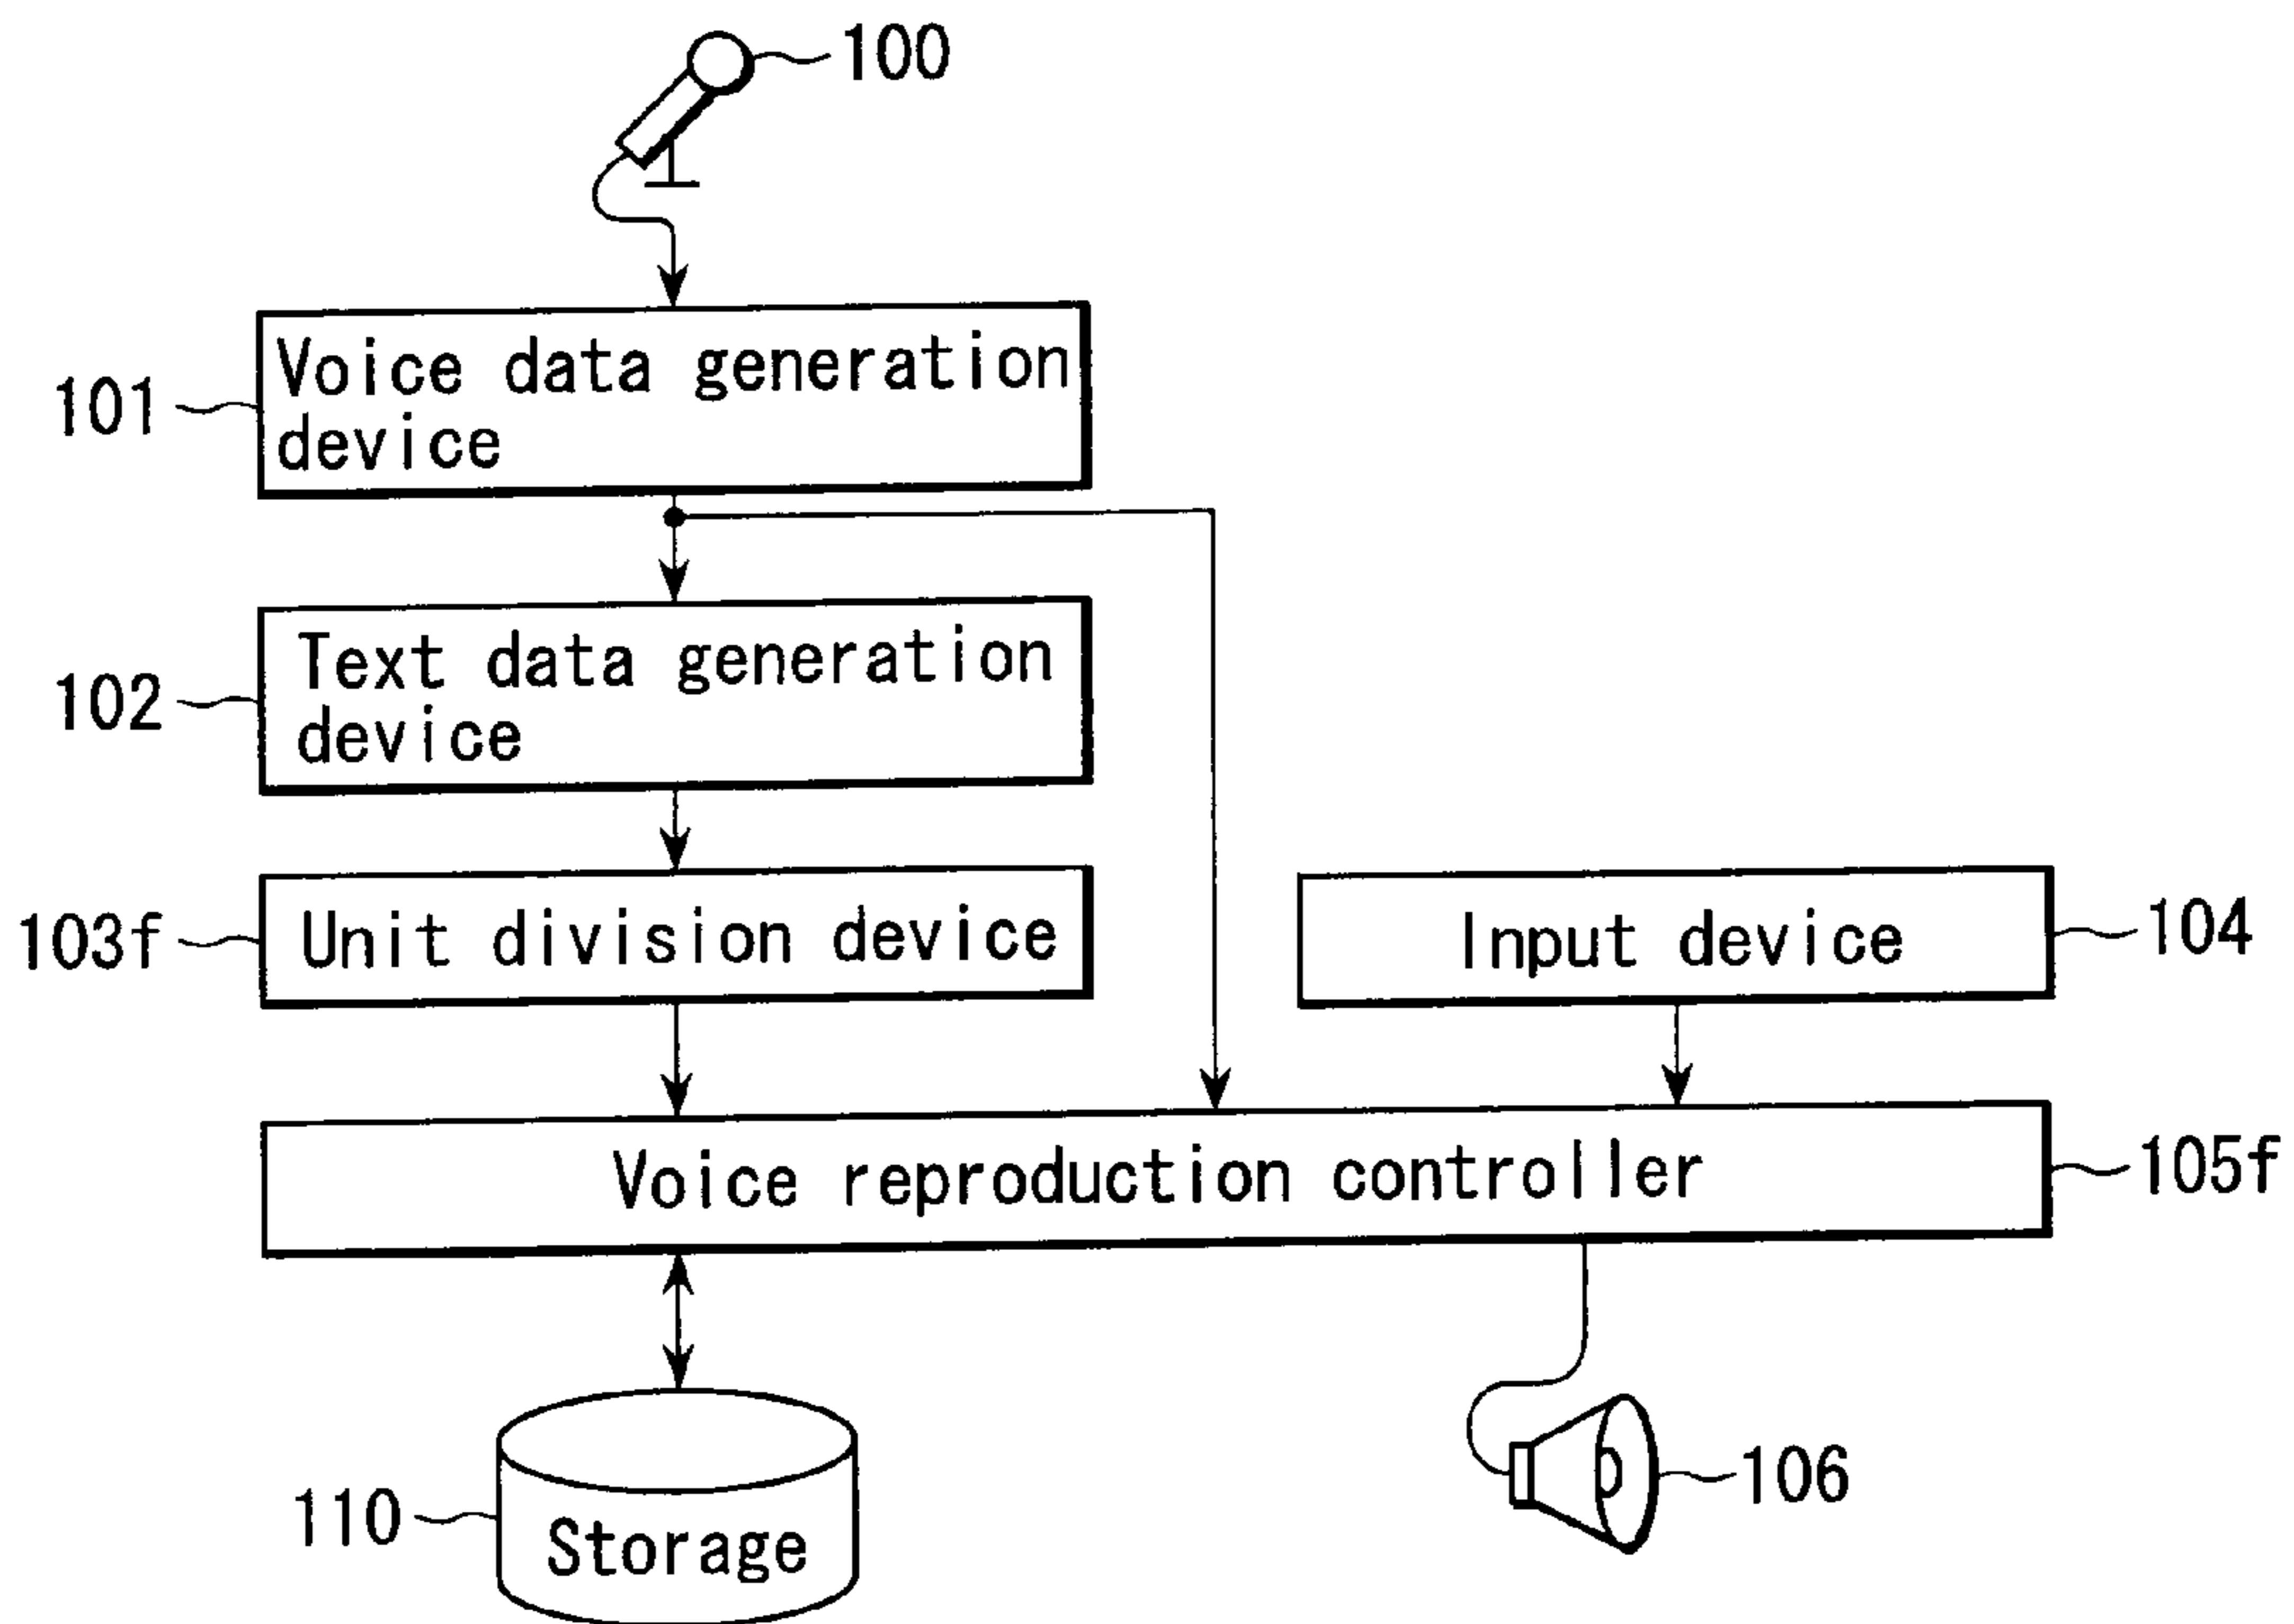 100
101
Voice data generation
device
102
Text data generation
device
103f
Unit division device
Input device
104
Voice reproduction controller
105f
110
Storage
106